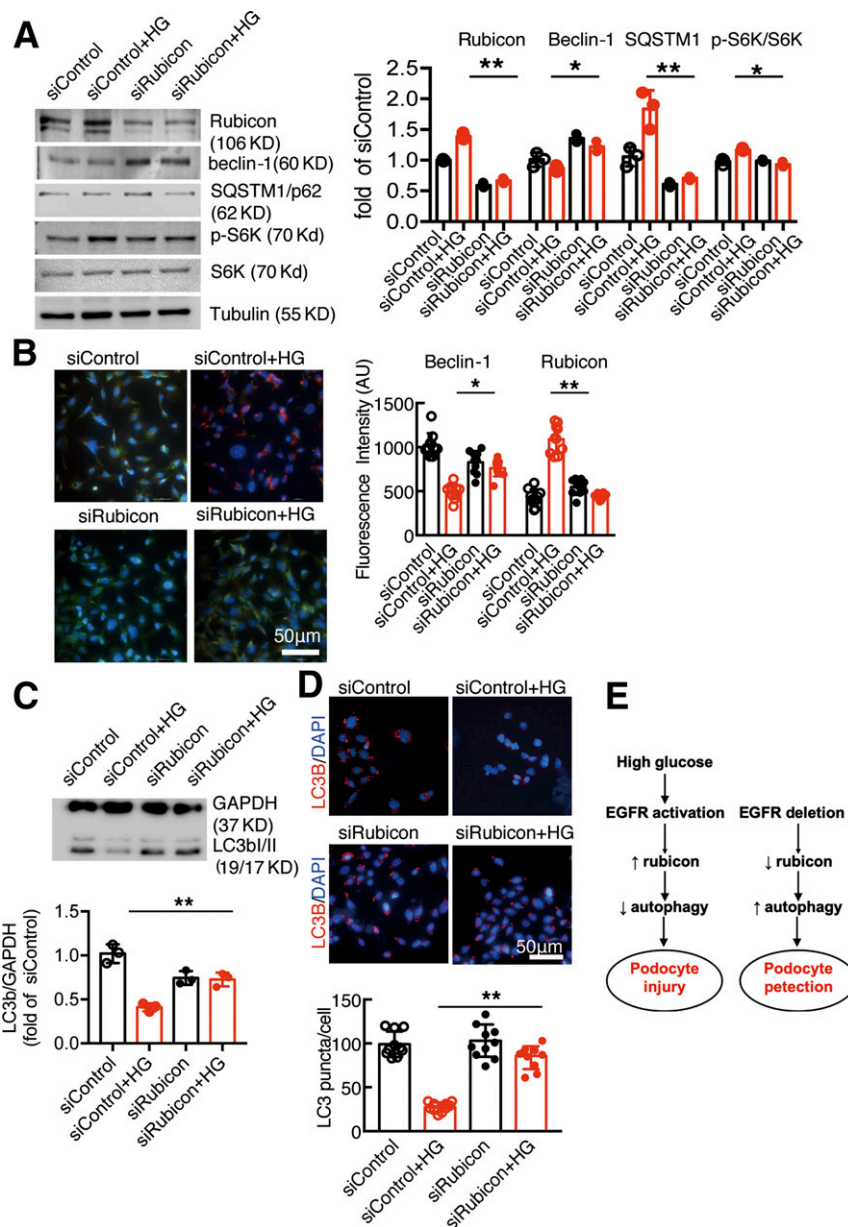 A
siControl
siControl+HG
siRubicon
siRubicon+HG
Rubicon
(106 KD)
beclin-1(60 KD)
SQSTM1/p62
(62 KD)
p-S6K (70 Kd)
S6K (70 Kd)
Tubulin (55 KD)
Rubicon
Beclin-1
SQSTM1
p-S6K/S6K
**
*
**
*
fold of siControl
2.5
2.0
1.5
1.0
0.5
0.0
siControl
siControl+HG
siRubicon
siRubicon+HG
siControl
siControl+HG
siRubicon
siRubicon+HG
siControl
siControl+HG
siRubicon
siRubicon+HG
siControl
siControl+HG
siRubicon
siRubicon+HG
B
siControl
siControl+HG
siRubicon
siRubicon+HG
50µm
Beclin-1
Rubicon
*
**
Fluorescence Intensity (AU)
1500
1000
500
0
siControl
siControl+HG
siRubicon
siRubicon+HG
siControl
siControl+HG
siRubicon
siRubicon+HG
C
siControl
siControl+HG
siRubicon
siRubicon+HG
GAPDH
(37 KD)
LC3bI/II
(19/17 KD)
**
LC3b/GAPDH
(fold of siControl)
1.5
1.0
0.5
0.0
siControl
siControl+HG
siRubicon
siRubicon+HG
D
siControl
siControl+HG
LC3B/DAPI
siRubicon
siRubicon+HG
LC3B/DAPI
50µm
**
LC3 puncta/cell
150
100
50
0
siControl
siControl+HG
siRubicon
siRubicon+HG
E
High glucose
EGFR activation
↑ rubicon
↓ autophagy
Podocyte
injury
EGFR deletion
↓ rubicon
↑ autophagy
Podocyte
petection